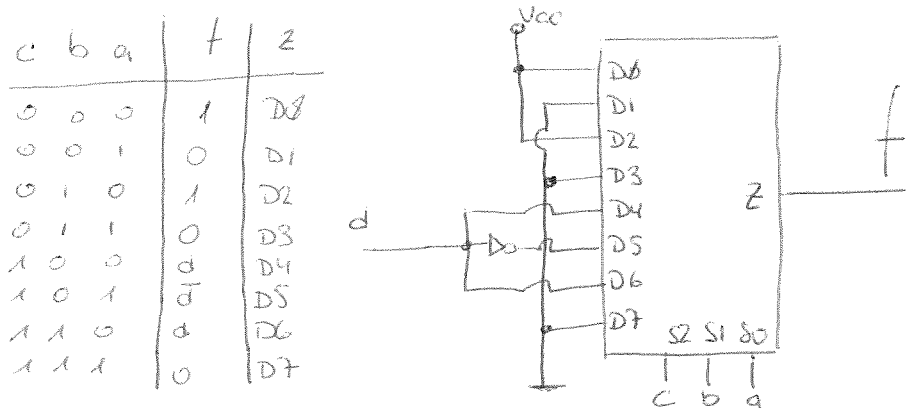 c b a f z
0 0 0 1 D0
0 0 1 0 D1
0 1 0 1 D2
0 1 1 0 D3
1 0 0 d D4
1 0 1 d̅ D5
1 1 0 d D6
1 1 1 0 D7
Vcc
D0
D1
D2
D3
D4
D5
D6
D7
d
Z
f
S2 S1 S0
c b a